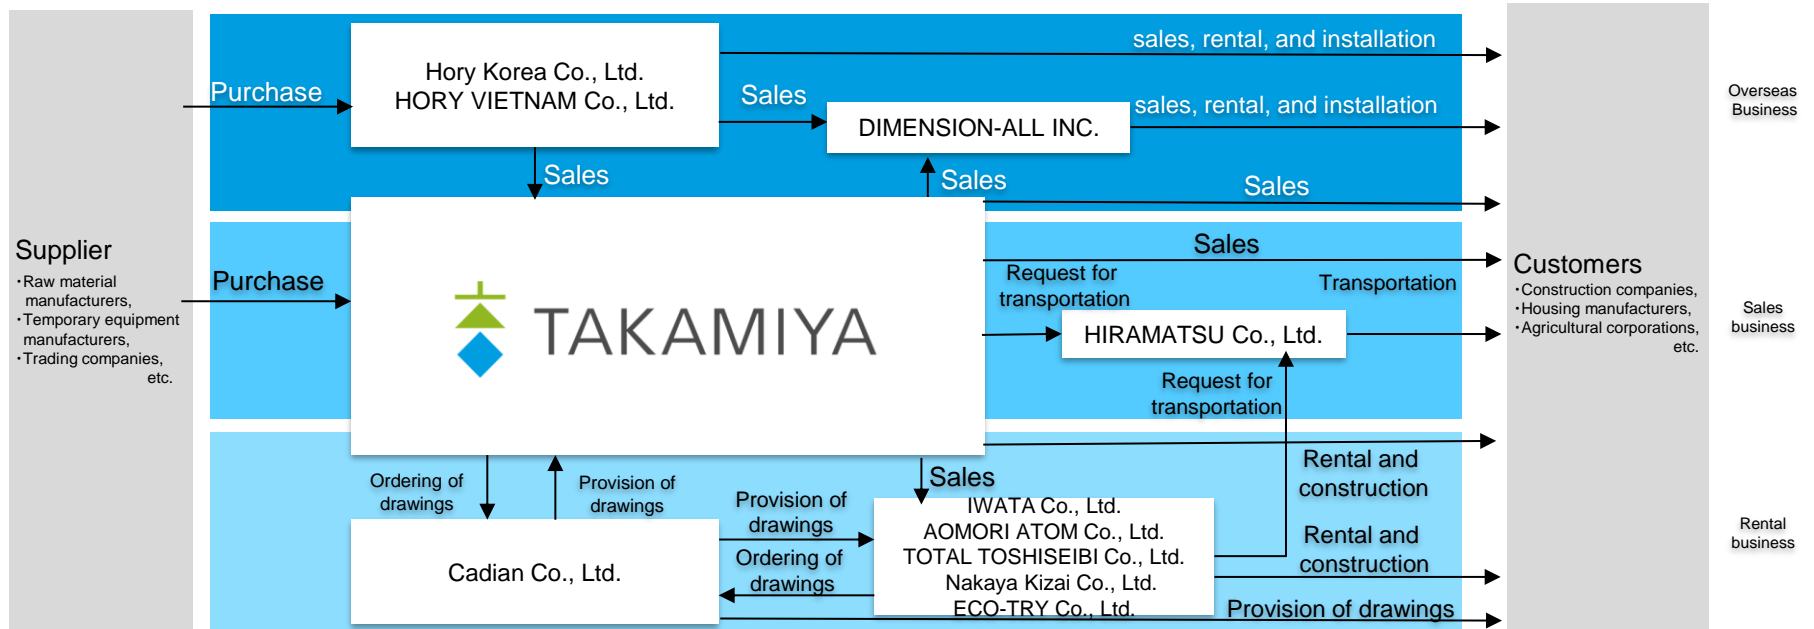 Supplier
・Raw material
manufacturers,
・Temporary equipment
manufacturers,
・Trading companies,
etc.
Purchase
Hory Korea Co., Ltd.
HORY VIETNAM Co., Ltd.
sales, rental, and installation
Sales
DIMENSION-ALL INC.
sales, rental, and installation
Sales
Sales
Sales
Overseas
Business
Purchase
TAKAMIYA
Sales
Request for
transportation
Transportation
HIRAMATSU Co., Ltd.
Request for
transportation
Customers
・Construction companies,
・Housing manufacturers,
・Agricultural corporations,
etc.
Sales
business
Ordering of
drawings
Provision of
drawings
Sales
Rental and
construction
Provision of
drawings
Ordering of
drawings
Cadian Co., Ltd.
IWATA Co., Ltd.
AOMORI ATOM Co., Ltd.
TOTAL TOSHISEIBI Co., Ltd.
Nakaya Kizai Co., Ltd.
ECO-TRY Co., Ltd.
Rental and
construction
Provision of drawings
Rental
business